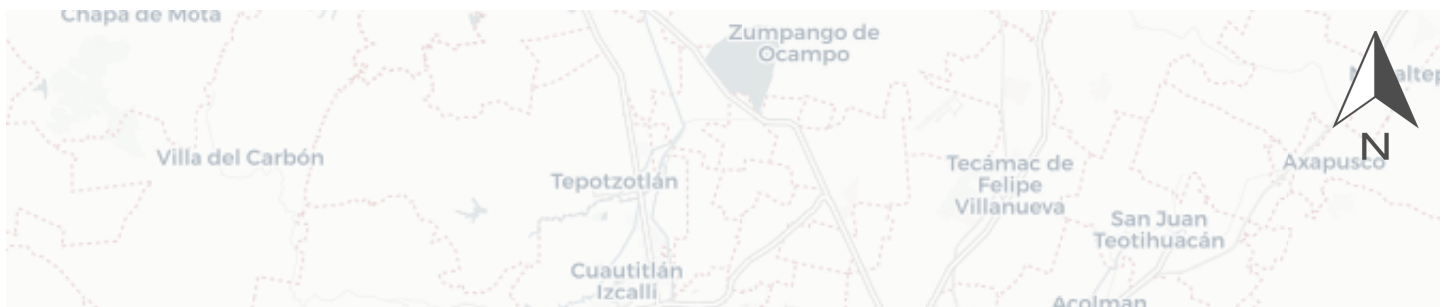 Chapa de Mota
Zumpango de
Ocampo
N
Villa del Carbón
Tepotzotlán
Tecámac de
Felipe
Villanueva
Axapusco
San Juan
Teotihuacán
Cuautitlán
Izcalli
Acolman